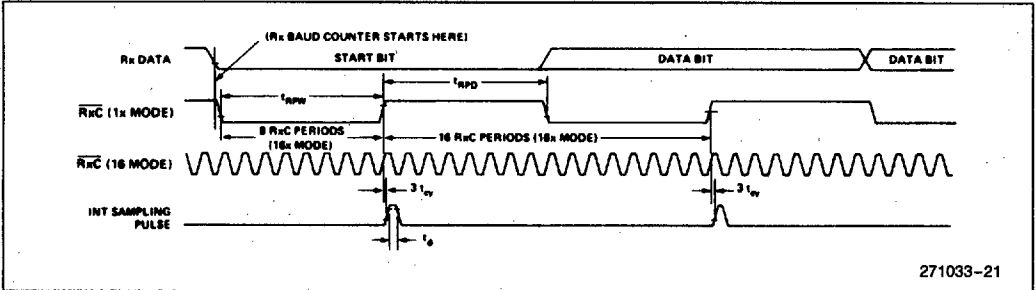 (Rx BAUD COUNTER STARTS HERE)
Rx DATA
START BIT
DATA BIT
DATA BIT
tRPW
tRPD
RxC (1x MODE)
8 RxC PERIODS
(16x MODE)
16 RxC PERIODS (16x MODE)
RxC (16 MODE)
3 tcy
3 tcy
INT SAMPLING
PULSE
tϕ
271033-21